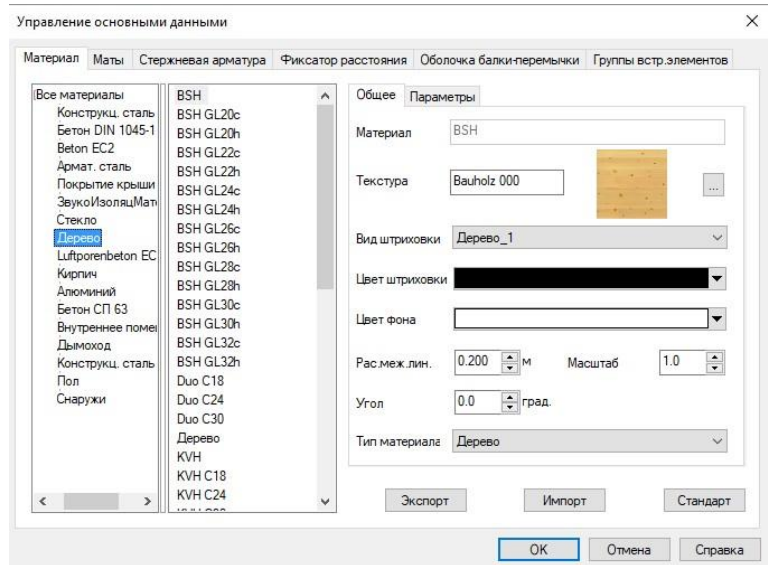 Управление основными данными
Материал Маты Стержневая арматура Фиксатор расстояния Оболочка балки-перемычки Группы встр.элементов
(Все материалы
Конструкц. сталь
Бетон DIN 1045-1
Beton EC2
Армат. сталь
Покрытие крыши
ЗвукоИзоляцМат
Стекло
Дерево
Luftporenbeton EC
Кирпич
Алюминий
Бетон СП 63
Внутреннее поме
Дымоход
Конструкц. сталь
Пол
Снаружи
BSH
BSH GL20c
BSH GL20h
BSH GL22c
BSH GL22h
BSH GL24c
BSH GL24h
BSH GL26c
BSH GL26h
BSH GL28c
BSH GL28h
BSH GL30c
BSH GL30h
BSH GL32c
BSH GL32h
Duo C18
Duo C24
Duo C30
Дерево
KVH
KVH C18
KVH C24
Общее Параметры
Материал BSH
Текстура Bauholz 000 ...
Вид штриховки Дерево_1
Цвет штриховки
Цвет фона
Рас.меж.лин. 0.200 м Масштаб 1.0
Угол 0.0 град.
Тип материала Дерево
Экспорт Импорт Стандарт
OK Отмена Справка